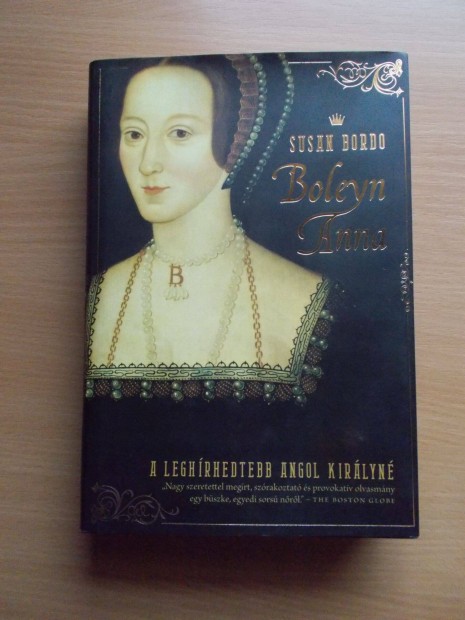 SUSAN BORDO
Boleyn
Anna
B
A LEGHÍRHEDTEBB ANGOL KIRÁLYNÉ
„Nagy szeretettel megírt, szórakoztató és provokatív olvasmány
egy büszke, egyedi sorsú nőről." – THE BOSTON GLOBE